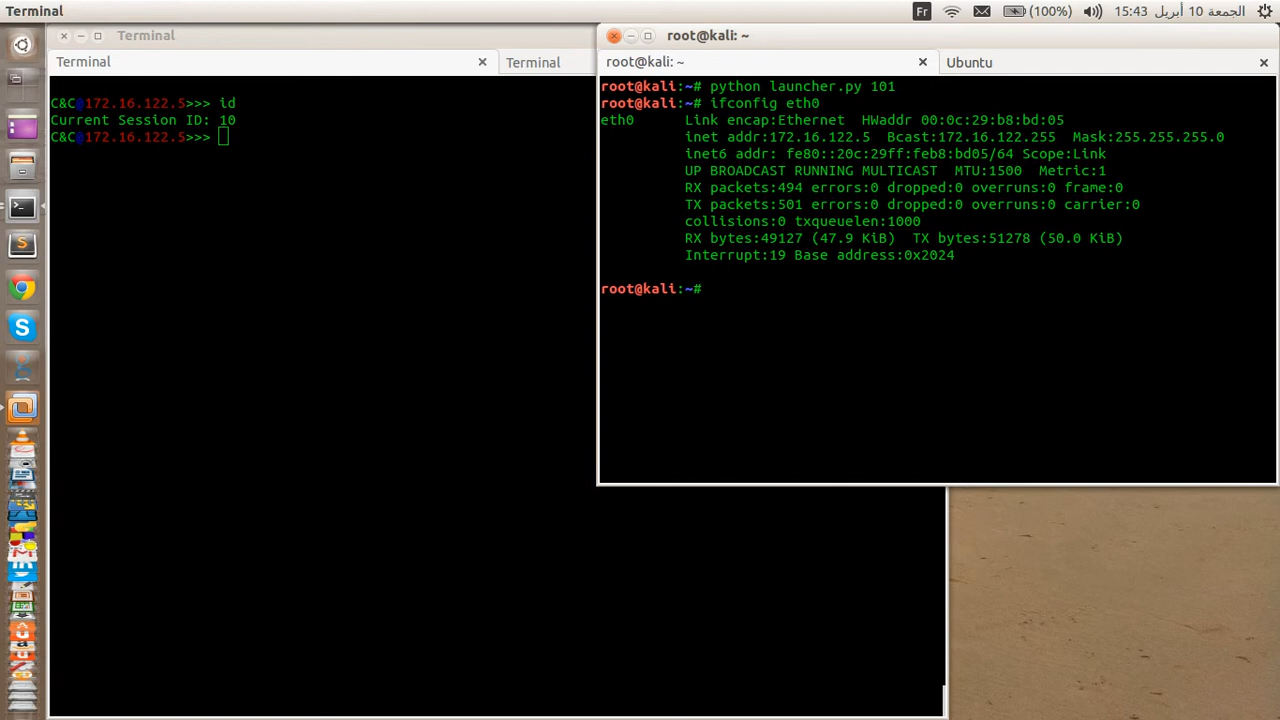 Terminal
Fr
(100%)
الجمعة 10 أبريل 15:43
Terminal
Terminal
Terminal
C&C@172.16.122.5>>> id
Current Session ID: 10
C&C@172.16.122.5>>>
root@kali: ~
root@kali: ~
Ubuntu
root@kali:~# python launcher.py 101
root@kali:~# ifconfig eth0
eth0 Link encap:Ethernet HWaddr 00:0c:29:b8:bd:05
inet addr:172.16.122.5 Bcast:172.16.122.255 Mask:255.255.255.0
inet6 addr: fe80::20c:29ff:feb8:bd05/64 Scope:Link
UP BROADCAST RUNNING MULTICAST MTU:1500 Metric:1
RX packets:494 errors:0 dropped:0 overruns:0 frame:0
TX packets:501 errors:0 dropped:0 overruns:0 carrier:0
collisions:0 txqueuelen:1000
RX bytes:49127 (47.9 KiB) TX bytes:51278 (50.0 KiB)
Interrupt:19 Base address:0x2024
root@kali:~#